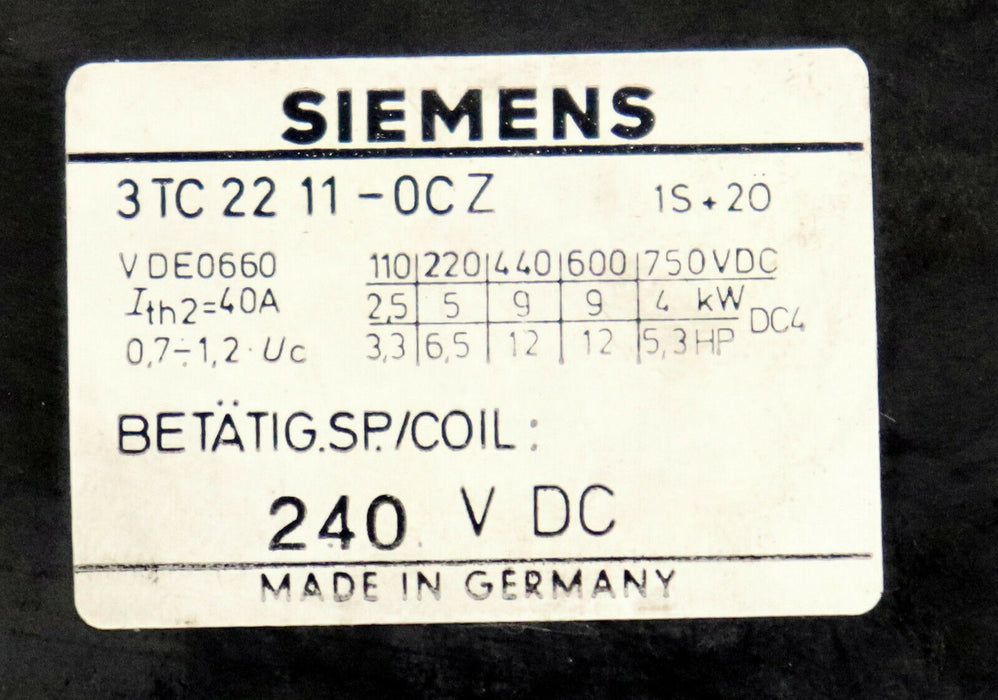 SIEMENS
3TC 22 11-0C Z 1S+2Ö
VDE0660 110 220 440 600 750VDC
Ith2=40A 2,5 5 9 9 4 kW DC4
0,7÷1,2·Uc 3,3 6,5 12 12 5,3HP
BETÄTIG.SP./COIL:
240 V DC
MADE IN GERMANY